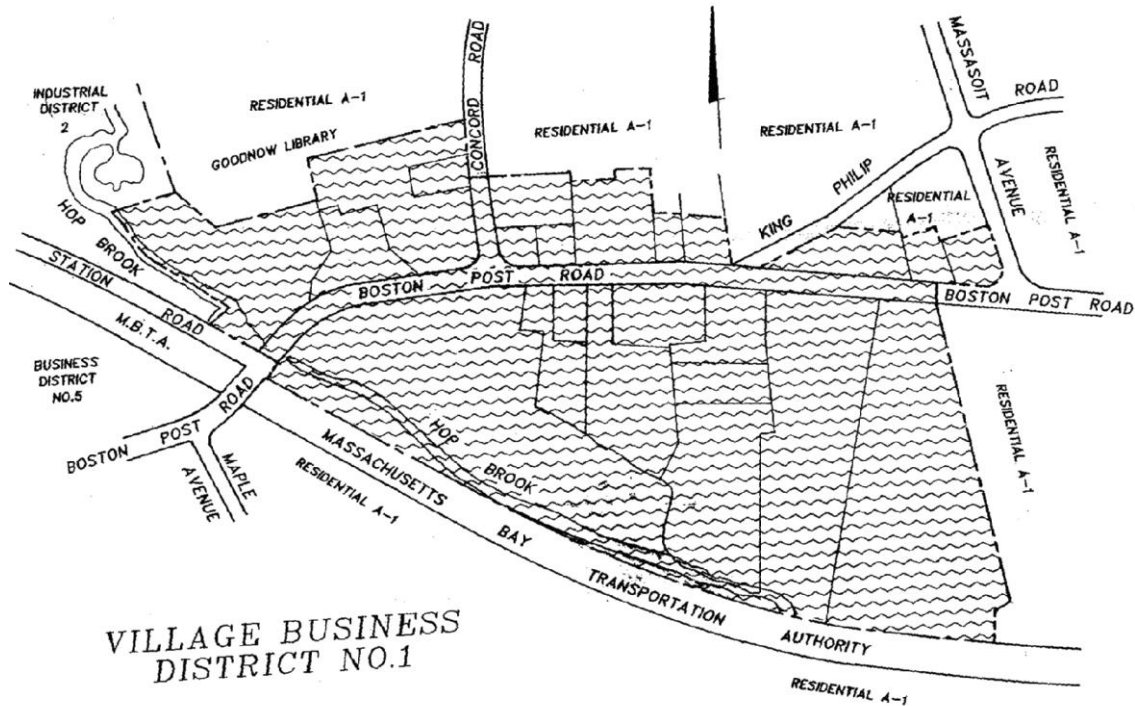 INDUSTRIAL
DISTRICT
2
RESIDENTIAL A-1
GOODNOW LIBRARY
CONCORD ROAD
RESIDENTIAL A-1
RESIDENTIAL A-1
MASSASOIT
AVENUE
KING PHILIP ROAD
RESIDENTIAL
A-1
RESIDENTIAL A-1
HOP BROOK
STATION ROAD
M.B.T.A.
BOSTON POST ROAD
BOSTON POST ROAD
BUSINESS
DISTRICT
NO.5
BOSTON POST ROAD
MAPLE
AVENUE
HOP BROOK
MASSACHUSETTS BAY TRANSPORTATION AUTHORITY
RESIDENTIAL A-1
RESIDENTIAL A-1
RESIDENTIAL A-1
VILLAGE BUSINESS
DISTRICT NO.1